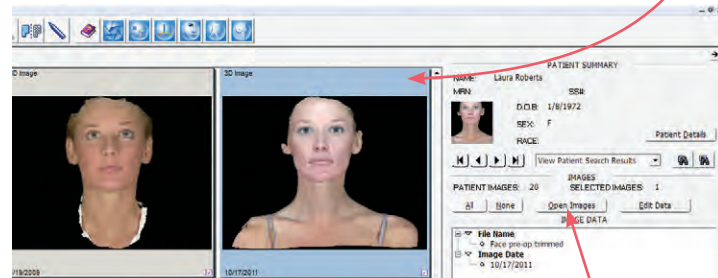 3D Image
3D Image
PATIENT SUMMARY
NAME: Laura Roberts
MRN: SS#:
D.O.B: 1/8/1972
SEX: F
RACE:
Patient Details
View Patient Search Results
IMAGES
PATIENT IMAGES: 20 SELECTED IMAGES: 1
All None Open Images Edit Data
IMAGE DATA
File Name
Face pre-op trimmed
Image Date
10/17/2011
/19/2009
10/17/2011